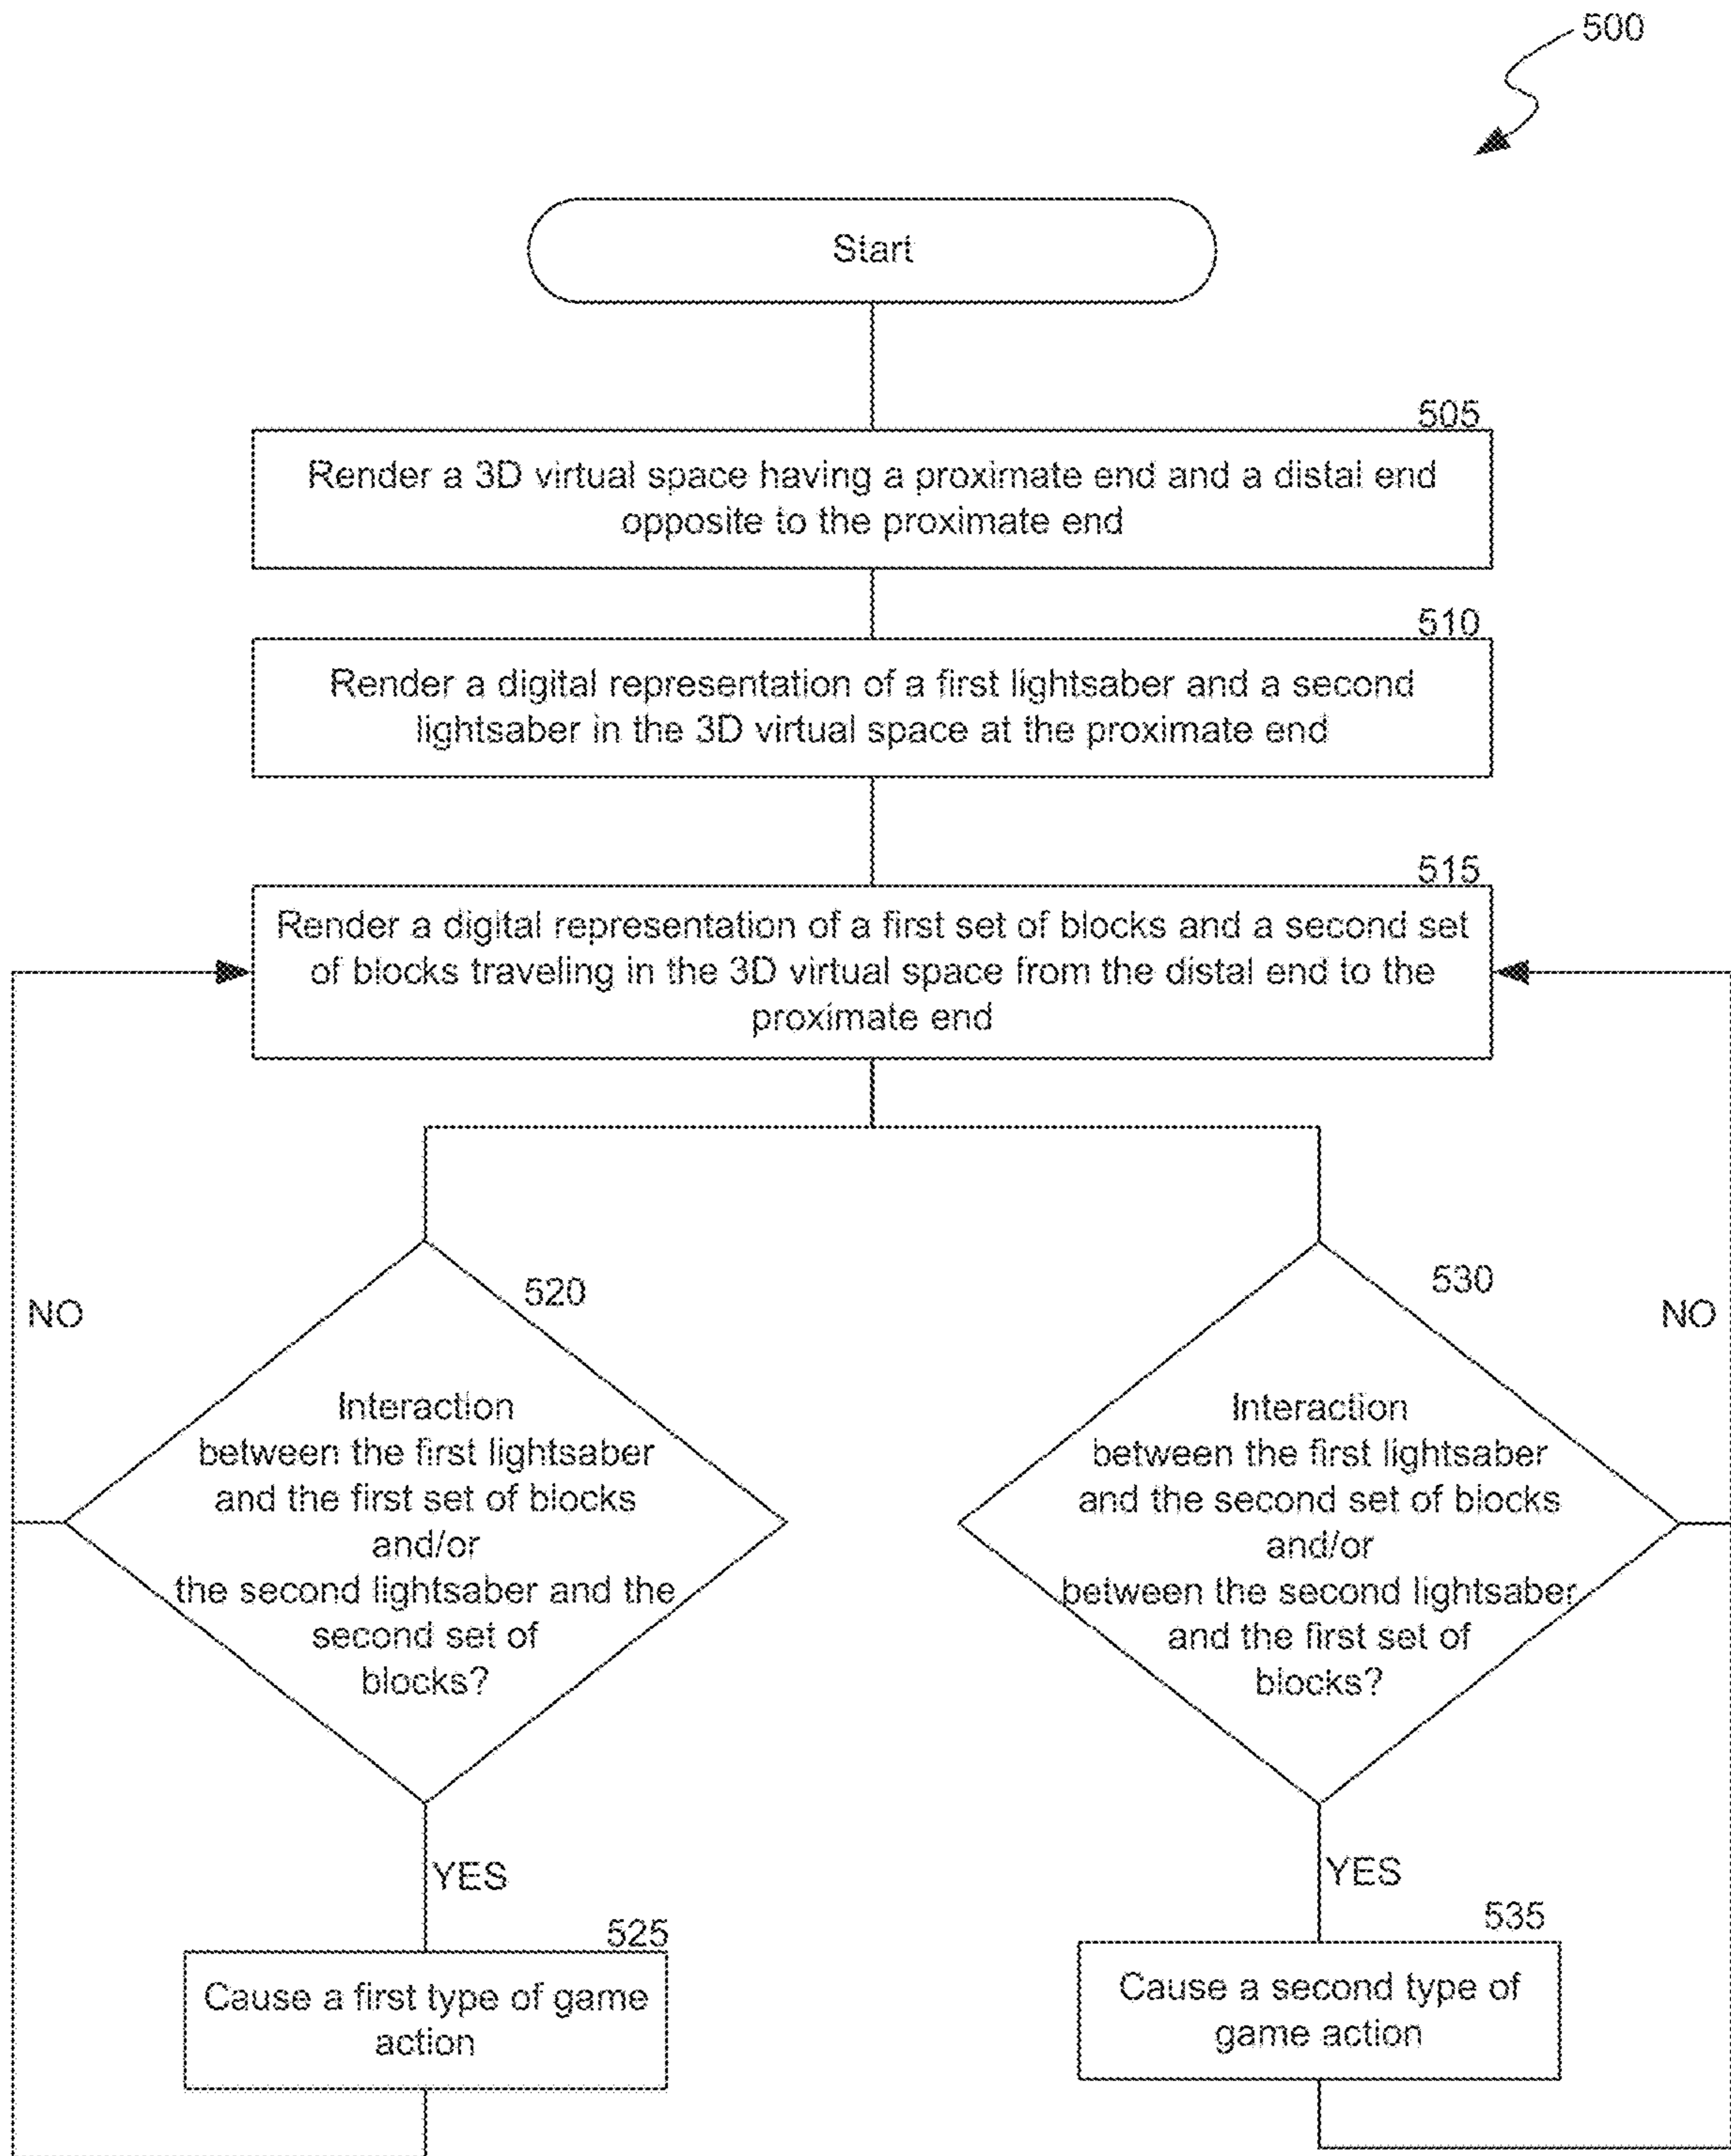 500
Start
505
Render a 3D virtual space having a proximate end and a distal end
opposite to the proximate end
510
Render a digital representation of a first lightsaber and a second
lightsaber in the 3D virtual space at the proximate end
515
Render a digital representation of a first set of blocks and a second set
of blocks traveling in the 3D virtual space from the distal end to the
proximate end
NO
520
Interaction
between the first lightsaber
and the first set of blocks
and/or
the second lightsaber and the
second set of
blocks?
YES
525
Cause a first type of game
action
530
NO
Interaction
between the first lightsaber
and the second set of blocks
and/or
between the second lightsaber
and the first set of
blocks?
YES
535
Cause a second type of
game action